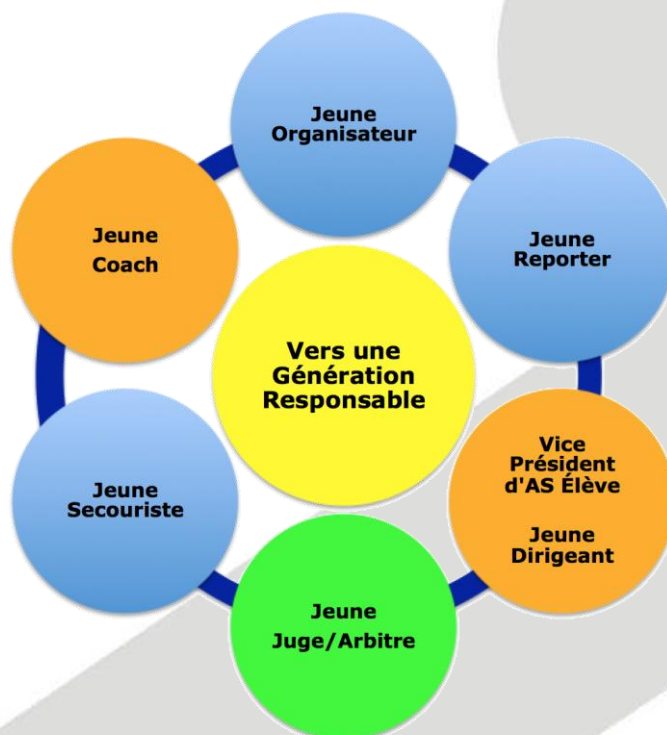 Jeune
Organisateur
Jeune
Coach
Jeune
Reporter
Vers une
Génération
Responsable
Vice
Président
d'AS Élève
Jeune
Dirigeant
Jeune
Secouriste
Jeune
Juge/Arbitre